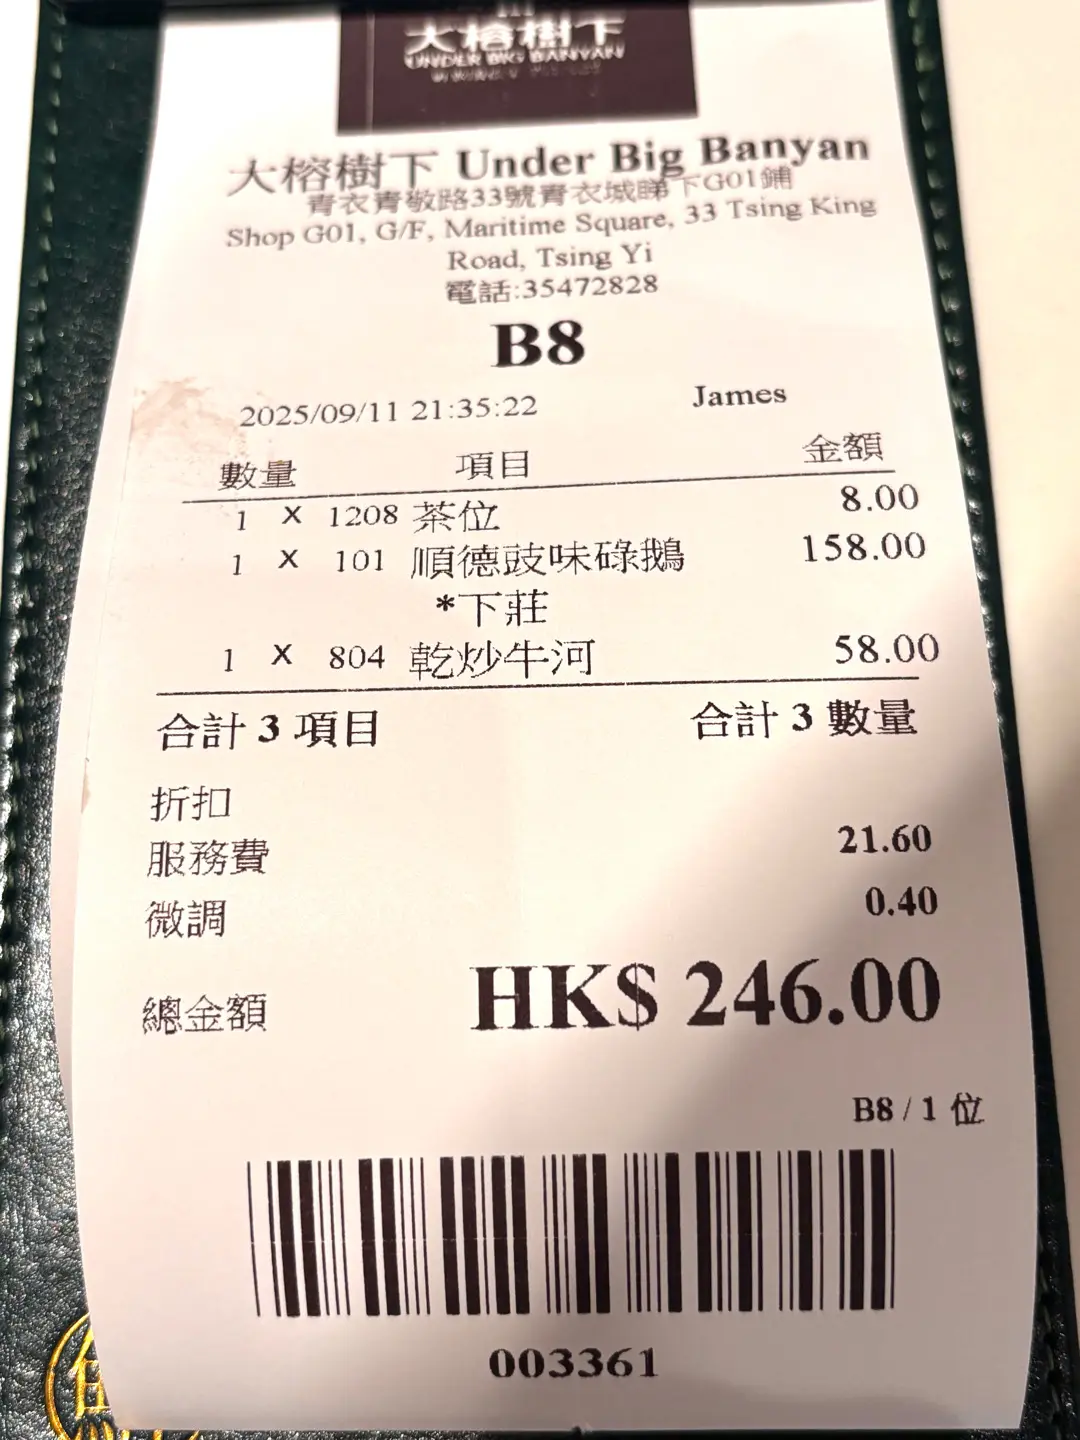 大榕樹下
UNDER BIG BANYAN
大榕樹下 Under Big Banyan
青衣青敬路33號青衣城睇下G01鋪
Shop G01, G/F, Maritime Square, 33 Tsing King
Road, Tsing Yi
電話:35472828
B8
2025/09/11 21:35:22 James
數量 項目 金額
1 X 1208 茶位 8.00
1 X 101 順德豉味碌鵝 158.00
*下莊
1 X 804 乾炒牛河 58.00
合計 3 項目 合計 3 數量
折扣
服務費 21.60
微調 0.40
總金額 HK$ 246.00
B8 / 1 位
003361